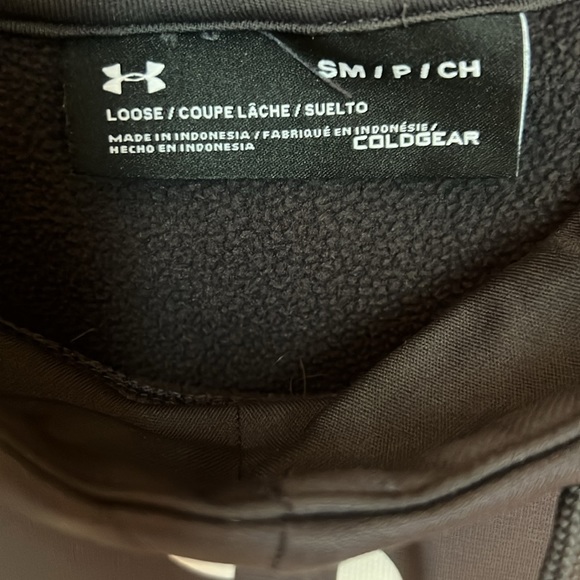 SM / P / CH
LOOSE / COUPE LÂCHE / SUELTO
MADE IN INDONESIA / FABRIQUÉ EN INDONÉSIE /
HECHO EN INDONESIA
COLDGEAR